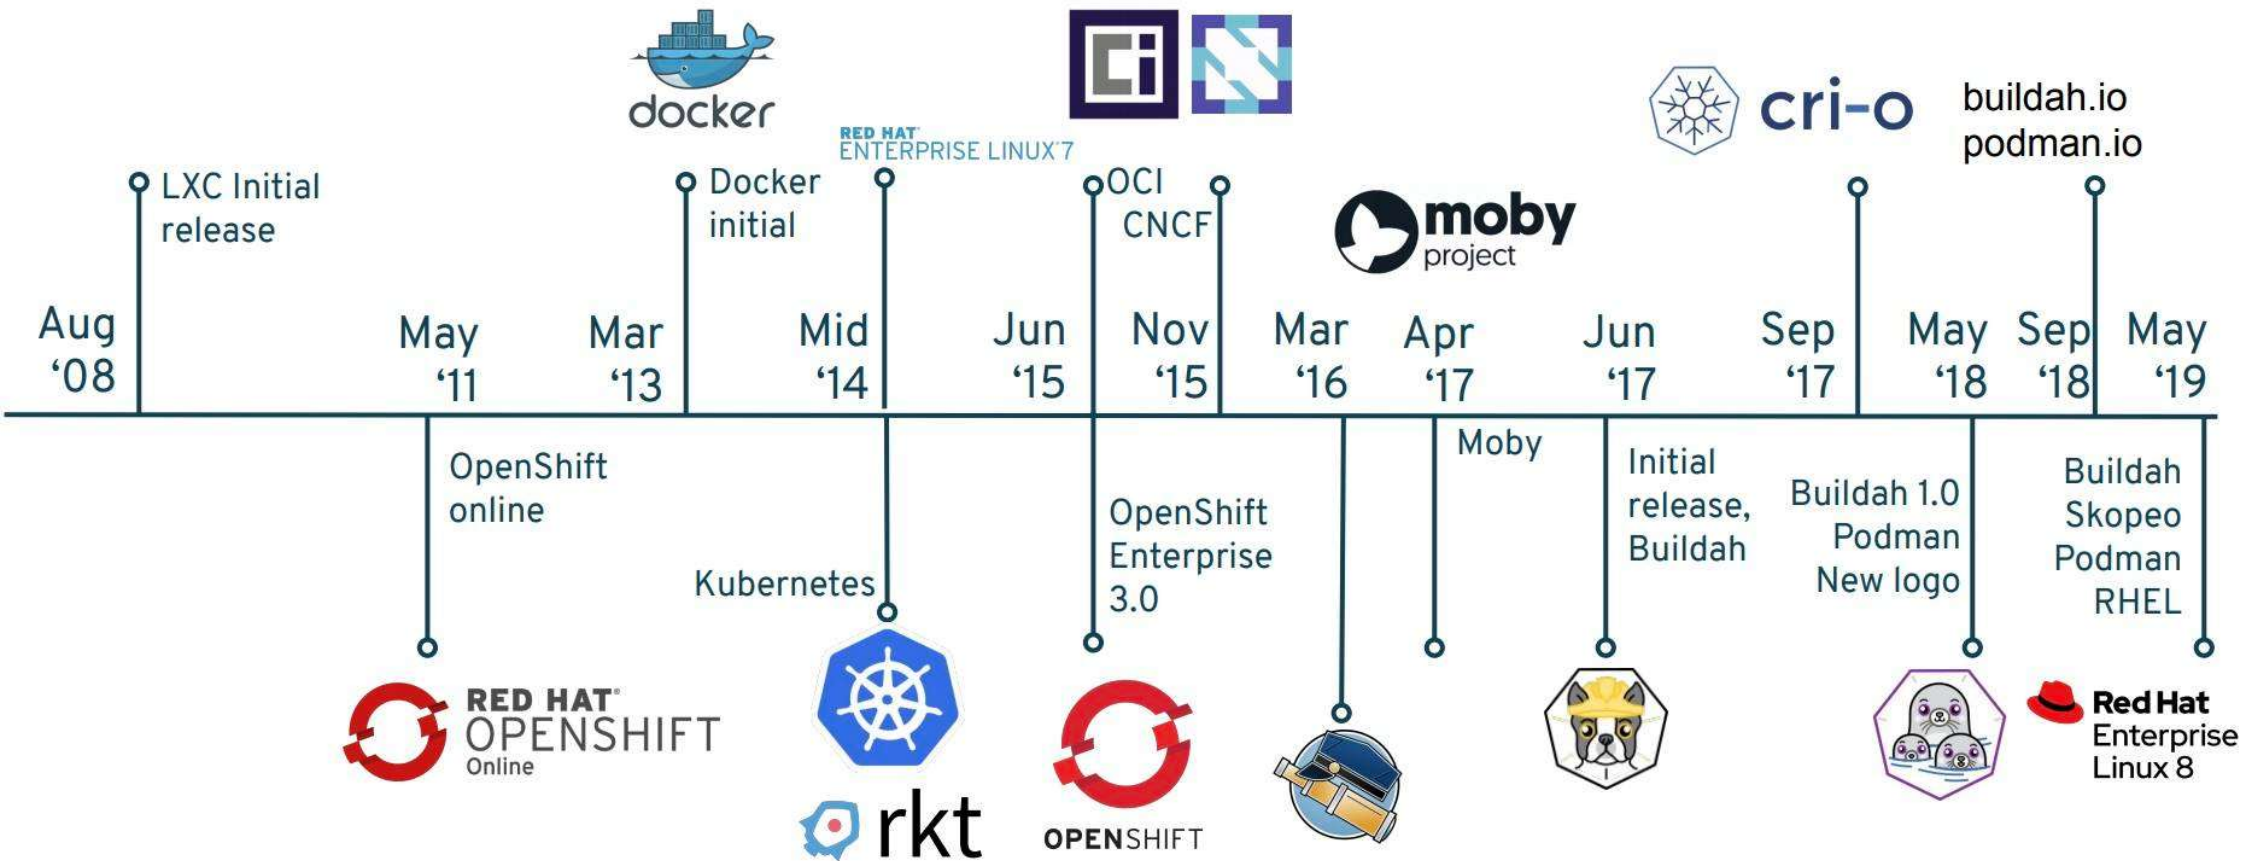 docker
Ci
RED HAT®
ENTERPRISE LINUX®7
cri-o
buildah.io
podman.io
LXC Initial
release
Docker
initial
OCI
CNCF
moby
project
Aug
‘08
May
‘11
Mar
‘13
Mid
‘14
Jun
‘15
Nov
‘15
Mar
‘16
Apr
‘17
Jun
‘17
Sep
‘17
May
‘18
Sep
‘18
May
‘19
OpenShift
online
Kubernetes
OpenShift
Enterprise
3.0
Moby
Initial
release,
Buildah
Buildah 1.0
Podman
New logo
Buildah
Skopeo
Podman
RHEL
RED HAT®
OPENSHIFT
Online
rkt
OPENSHIFT
Red Hat
Enterprise
Linux 8